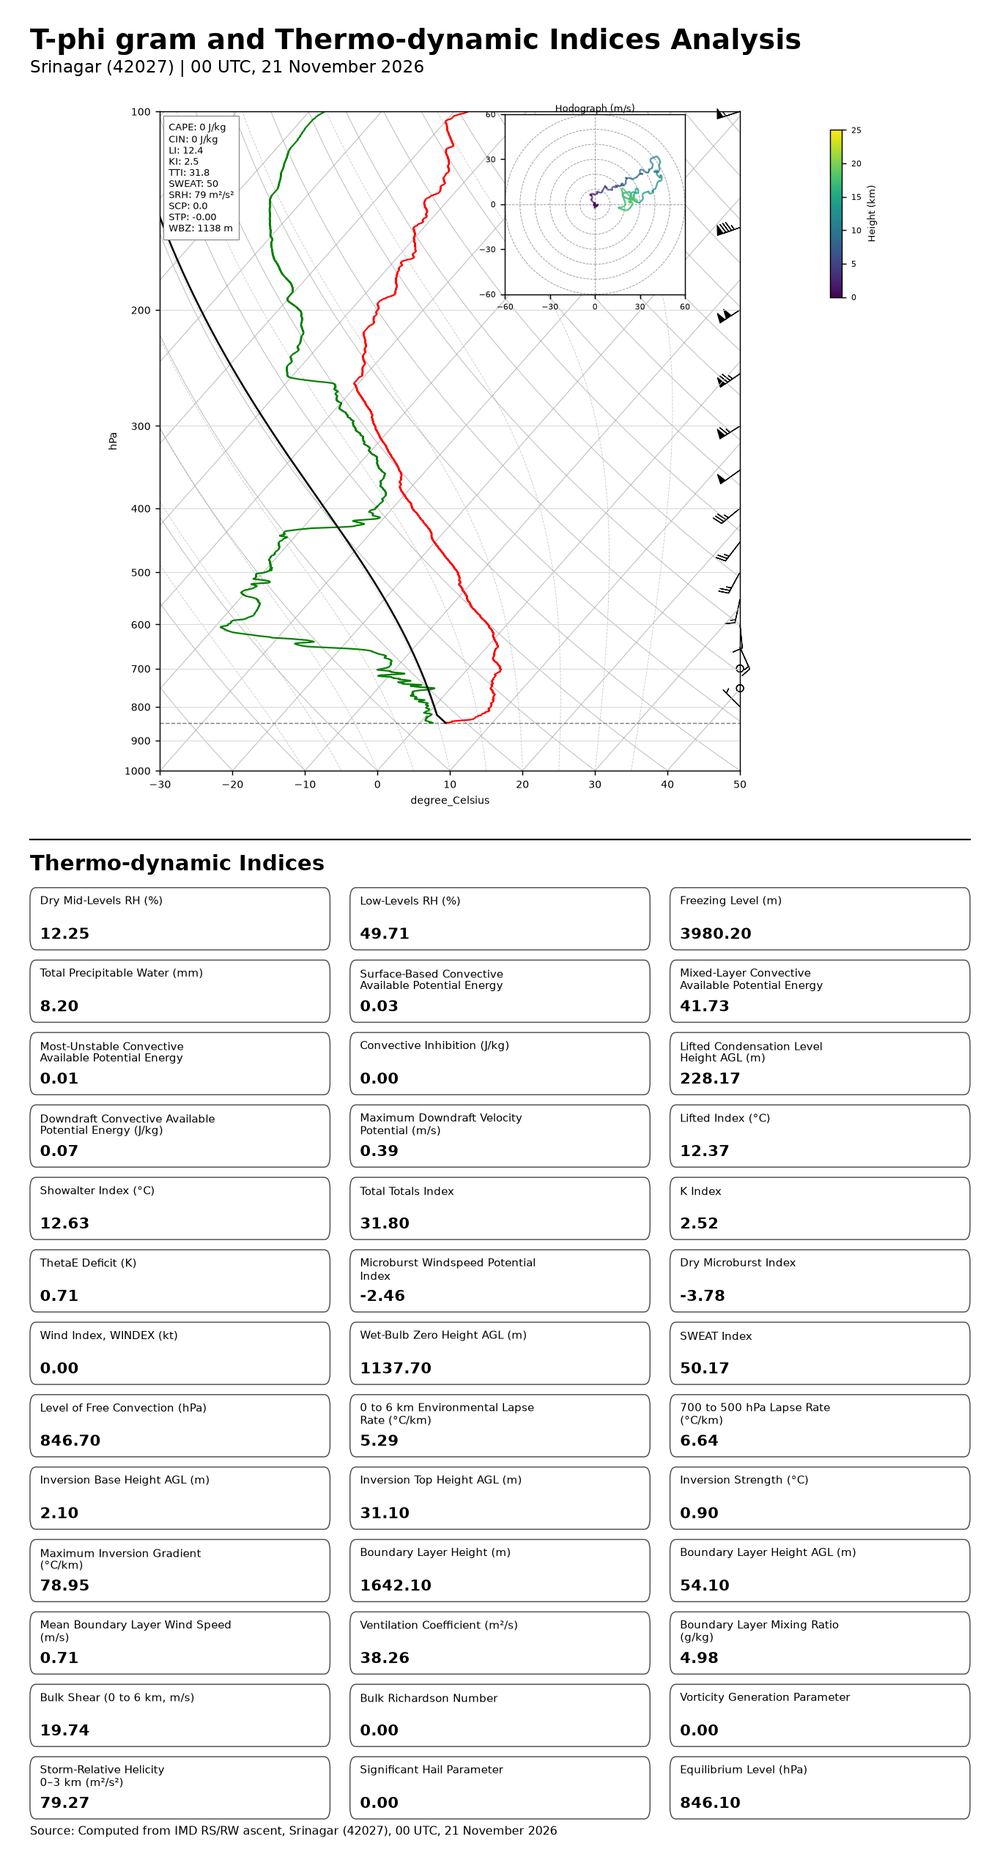 T-phi gram and Thermo-dynamic Indices Analysis
Srinagar (42027) | 00 UTC, 21 November 2026
Hodograph (m/s)
CAPE: 0 J/kg
CIN: 0 J/kg
LI: 12.4
KI: 2.5
TTI: 31.8
SWEAT: 50
SRH: 79 m²/s²
SCP: 0.0
STP: -0.00
WBZ: 1138 m
100
200
300
400
500
600
700
800
900
1000
hPa
−30 −20 −10 0 10 20 30 40 50
degree_Celsius
60
30
0
−30
−60
−60 −30 0 30 60
25
20
15
10
5
0
Height (km)
Thermo-dynamic Indices
Dry Mid-Levels RH (%)
12.25
Low-Levels RH (%)
49.71
Freezing Level (m)
3980.20
Total Precipitable Water (mm)
8.20
Surface-Based Convective
Available Potential Energy
0.03
Mixed-Layer Convective
Available Potential Energy
41.73
Most-Unstable Convective
Available Potential Energy
0.01
Convective Inhibition (J/kg)
0.00
Lifted Condensation Level
Height AGL (m)
228.17
Downdraft Convective Available
Potential Energy (J/kg)
0.07
Maximum Downdraft Velocity
Potential (m/s)
0.39
Lifted Index (°C)
12.37
Showalter Index (°C)
12.63
Total Totals Index
31.80
K Index
2.52
ThetaE Deficit (K)
0.71
Microburst Windspeed Potential
Index
-2.46
Dry Microburst Index
-3.78
Wind Index, WINDEX (kt)
0.00
Wet-Bulb Zero Height AGL (m)
1137.70
SWEAT Index
50.17
Level of Free Convection (hPa)
846.70
0 to 6 km Environmental Lapse
Rate (°C/km)
5.29
700 to 500 hPa Lapse Rate
(°C/km)
6.64
Inversion Base Height AGL (m)
2.10
Inversion Top Height AGL (m)
31.10
Inversion Strength (°C)
0.90
Maximum Inversion Gradient
(°C/km)
78.95
Boundary Layer Height (m)
1642.10
Boundary Layer Height AGL (m)
54.10
Mean Boundary Layer Wind Speed
(m/s)
0.71
Ventilation Coefficient (m²/s)
38.26
Boundary Layer Mixing Ratio
(g/kg)
4.98
Bulk Shear (0 to 6 km, m/s)
19.74
Bulk Richardson Number
0.00
Vorticity Generation Parameter
0.00
Storm-Relative Helicity
0–3 km (m²/s²)
79.27
Significant Hail Parameter
0.00
Equilibrium Level (hPa)
846.10
Source: Computed from IMD RS/RW ascent, Srinagar (42027), 00 UTC, 21 November 2026